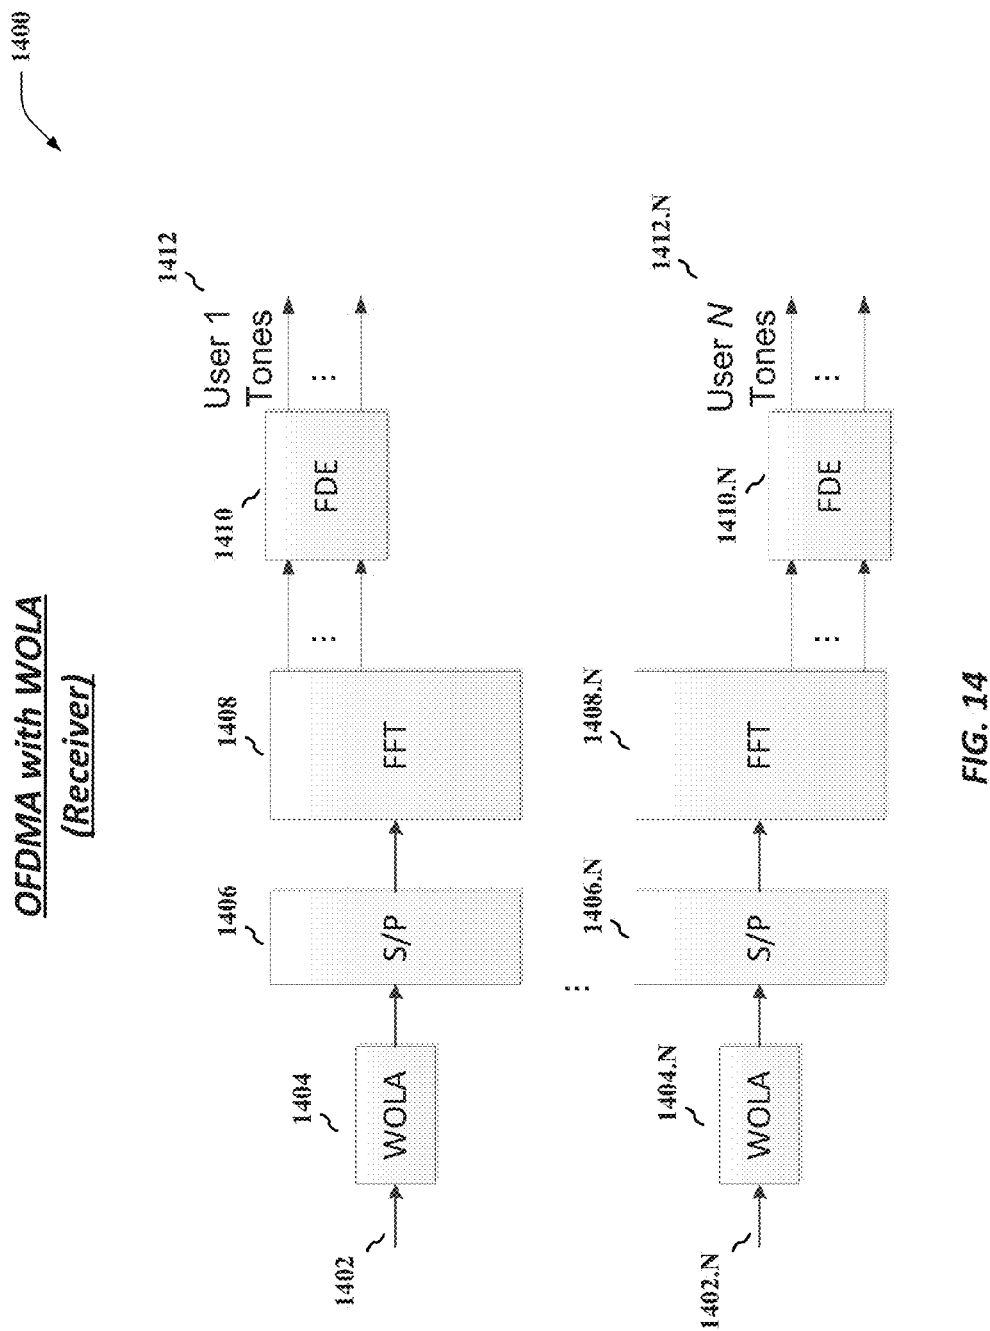 1400
OFDMA with WOLA
(Receiver)
1402
1404
WOLA
1406
S/P
1408
FFT
⋮
1410
FDE
User 1
Tones
⋮
1412
⋮
1402.N
1404.N
WOLA
1406.N
S/P
1408.N
FFT
⋮
1410.N
FDE
User N
Tones
⋮
1412.N
FIG. 14